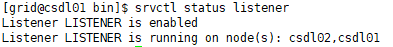 [grid@csdl01 bin]$ srvctl status listener
Listener LISTENER is enabled
Listener LISTENER is running on node(s): csdl02,csdl01